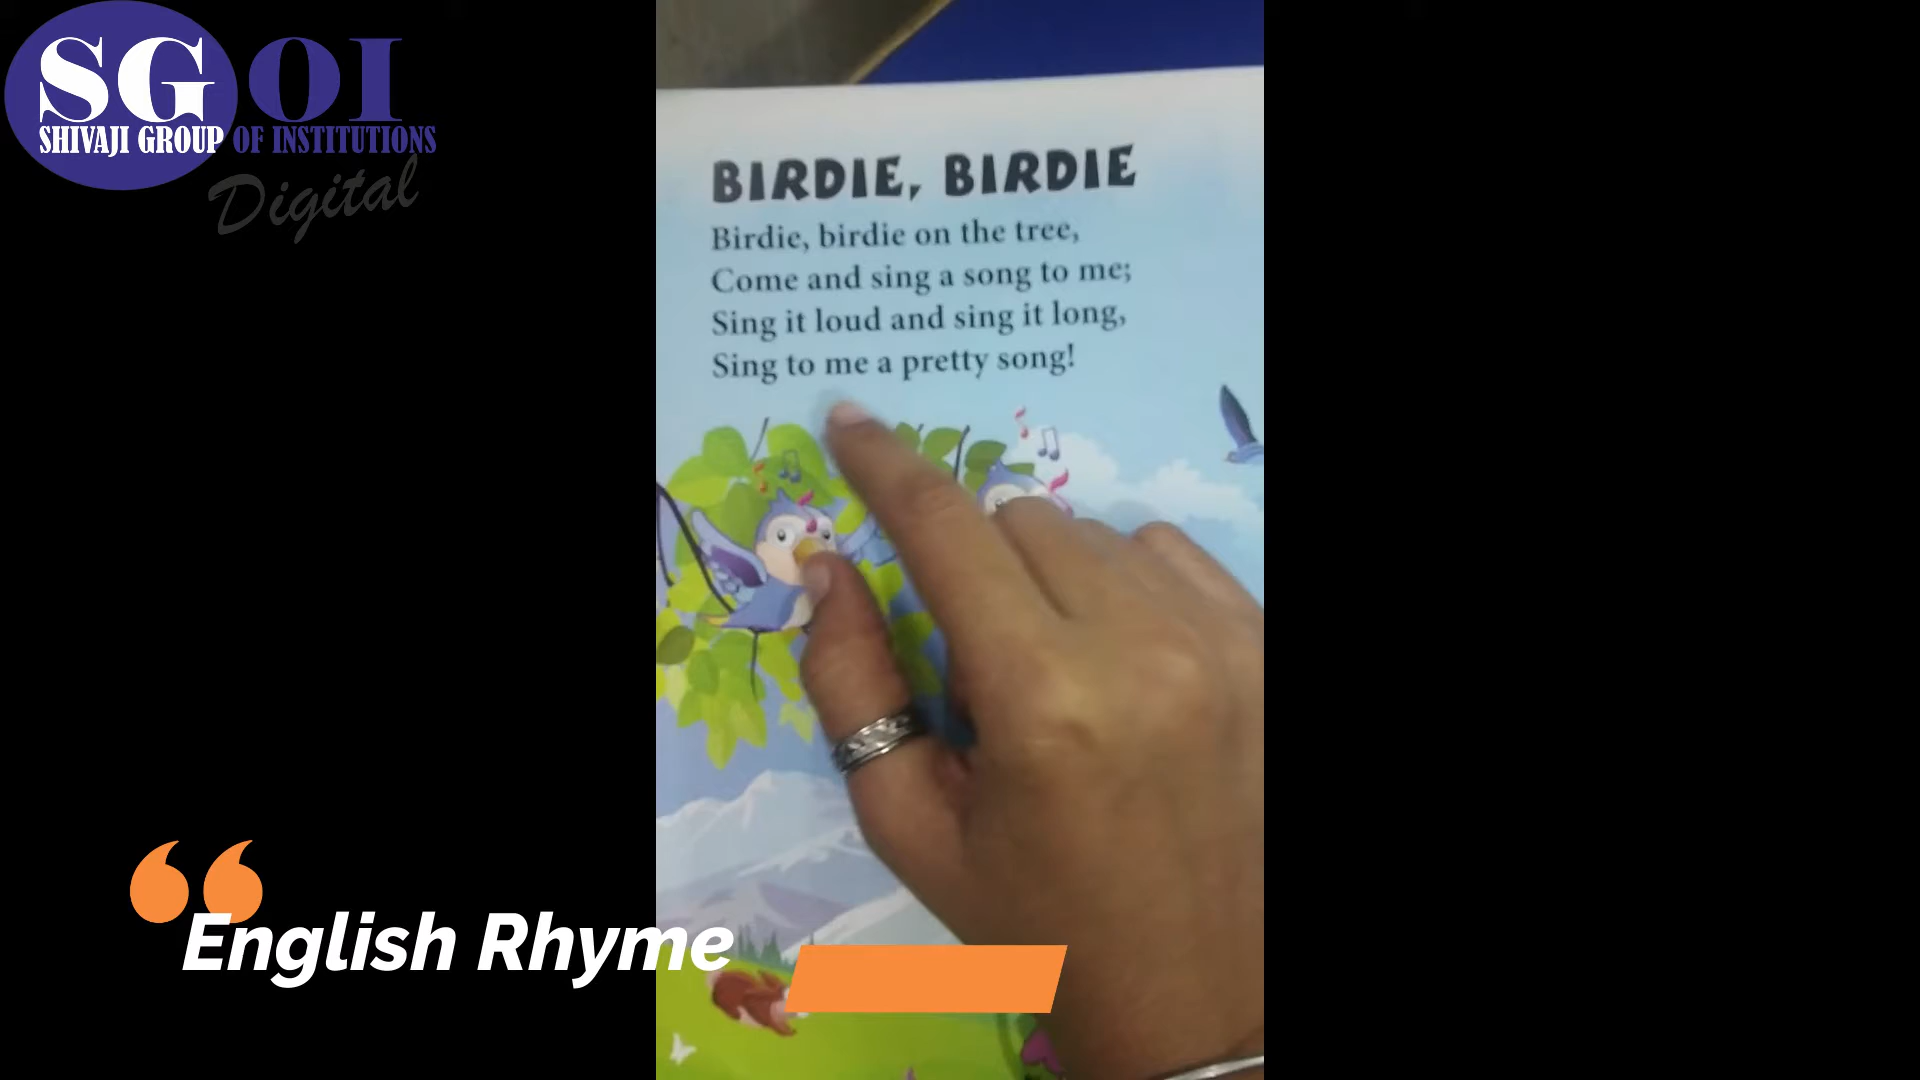 SGOI
SHIVAJI GROUP OF INSTITUTIONS
Digital
BIRDIE, BIRDIE
Birdie, birdie on the tree,
Come and sing a song to me;
Sing it loud and sing it long,
Sing to me a pretty song!
English Rhyme